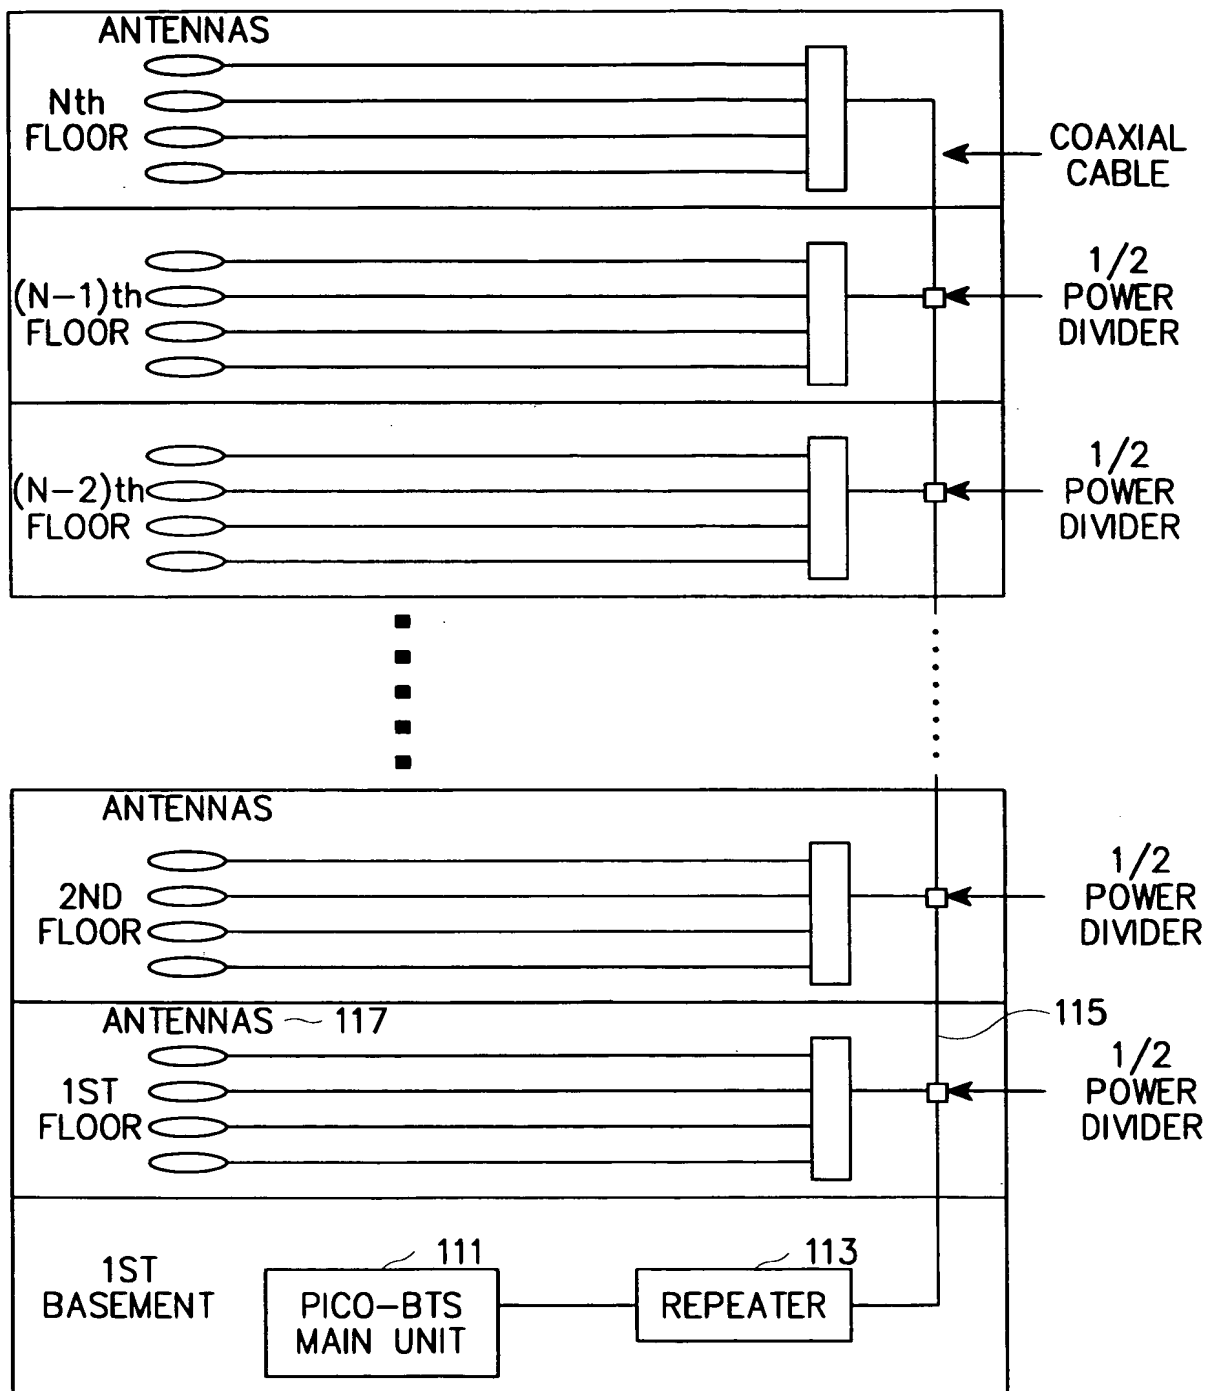 ANTENNAS
Nth
FLOOR
COAXIAL
CABLE
(N-1)th
FLOOR
1/2
POWER
DIVIDER
(N-2)th
FLOOR
1/2
POWER
DIVIDER
ANTENNAS
2ND
FLOOR
1/2
POWER
DIVIDER
ANTENNAS 117
115
1ST
FLOOR
1/2
POWER
DIVIDER
1ST
BASEMENT
111
PICO-BTS
MAIN UNIT
113
REPEATER